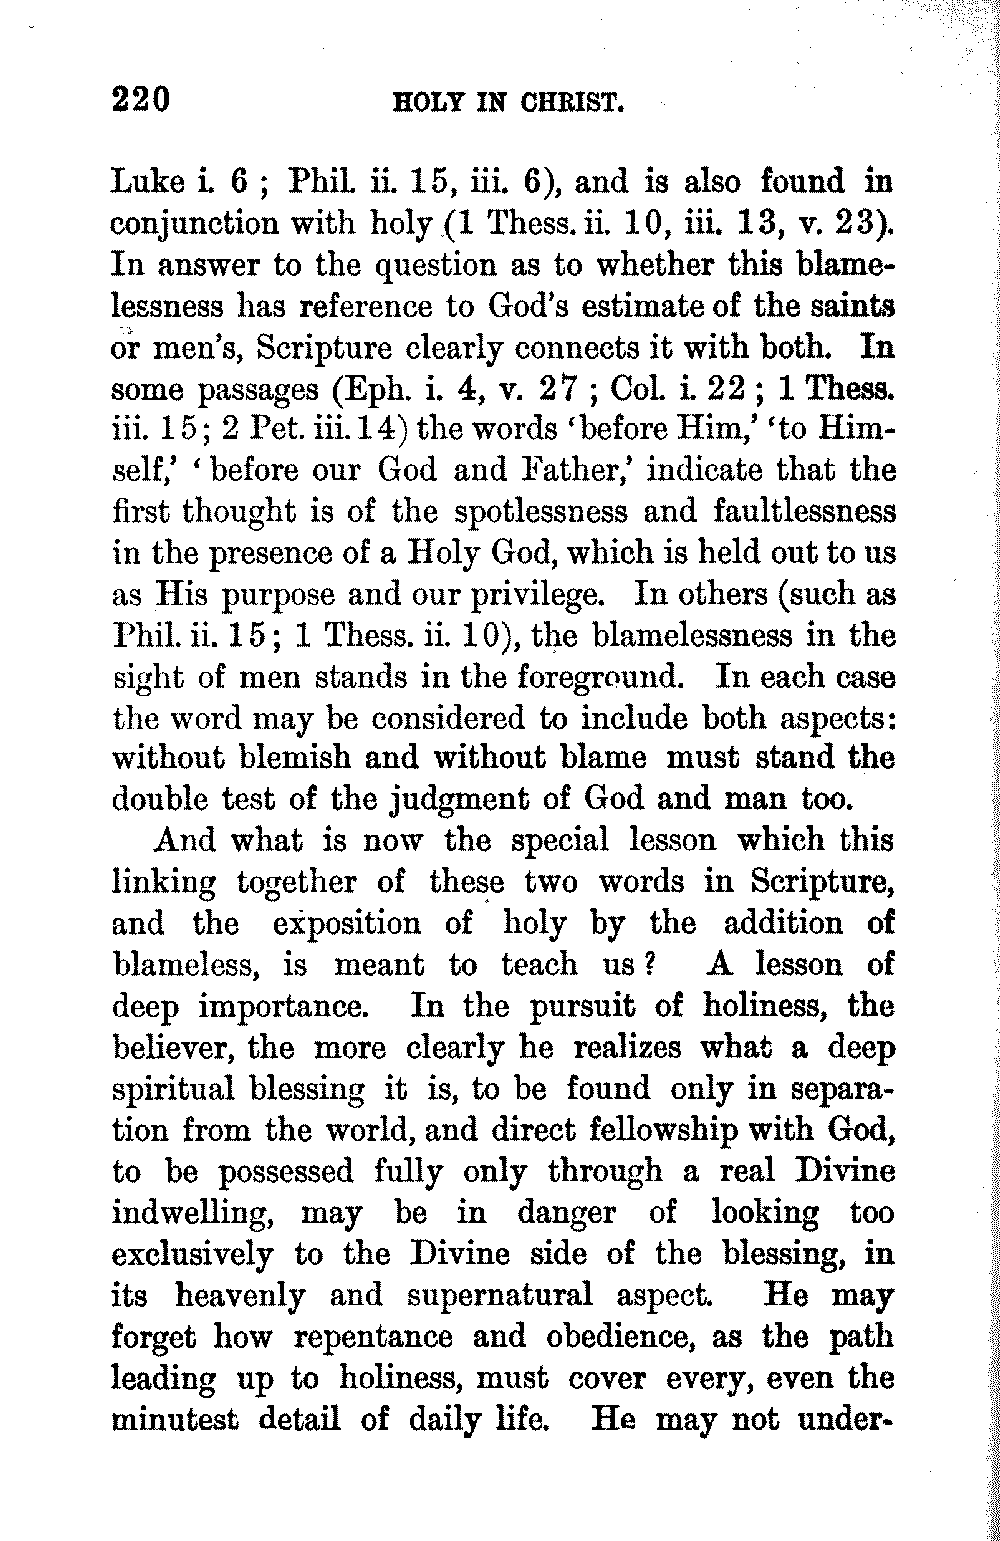 220 HOLY IN CHRIST.
Luke i. 6 ; Phil. ii. 15, iii. 6), and is also found in
conjunction with holy (1 Thess. ii. 10, iii. 13, v. 23).
In answer to the question as to whether this blame-
lessness has reference to God's estimate of the saints
or men's, Scripture clearly connects it with both. In
some passages (Eph. i. 4, v. 27 ; Col. i. 22 ; 1 Thess.
iii. 15; 2 Pet. iii. 14) the words ‘before Him,’ ‘to Him-
self,’ ‘before our God and Father,’ indicate that the
first thought is of the spotlessness and faultlessness
in the presence of a Holy God, which is held out to us
as His purpose and our privilege. In others (such as
Phil. ii. 15; 1 Thess. ii. 10), the blamelessness in the
sight of men stands in the foreground. In each case
the word may be considered to include both aspects:
without blemish and without blame must stand the
double test of the judgment of God and man too.
And what is now the special lesson which this
linking together of these two words in Scripture,
and the exposition of holy by the addition of
blameless, is meant to teach us ? A lesson of
deep importance. In the pursuit of holiness, the
believer, the more clearly he realizes what a deep
spiritual blessing it is, to be found only in separa-
tion from the world, and direct fellowship with God,
to be possessed fully only through a real Divine
indwelling, may be in danger of looking too
exclusively to the Divine side of the blessing, in
its heavenly and supernatural aspect. He may
forget how repentance and obedience, as the path
leading up to holiness, must cover every, even the
minutest detail of daily life. He may not under-